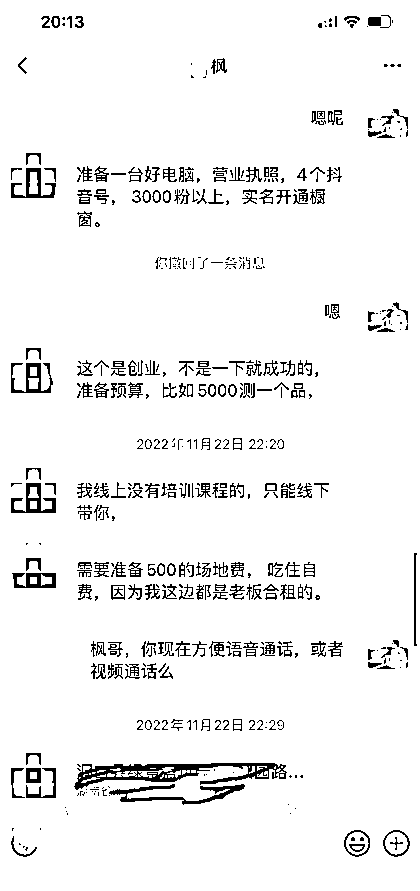 20:13
枫
嗯呢
准备一台好电脑，营业执照，4个抖
音号， 3000粉以上，实名开通橱
窗。
你撤回了一条消息
嗯
这个是创业，不是一下就成功的，
准备预算，比如5000测一个品，
2022年11月22日 22:20
我线上没有培训课程的，只能线下
带你，
需要准备500的场地费， 吃住自
费，因为我这边都是老板合租的。
枫哥，你现在方便语音通话，或者
视频通话么
2022年11月22日 22:29
园路...